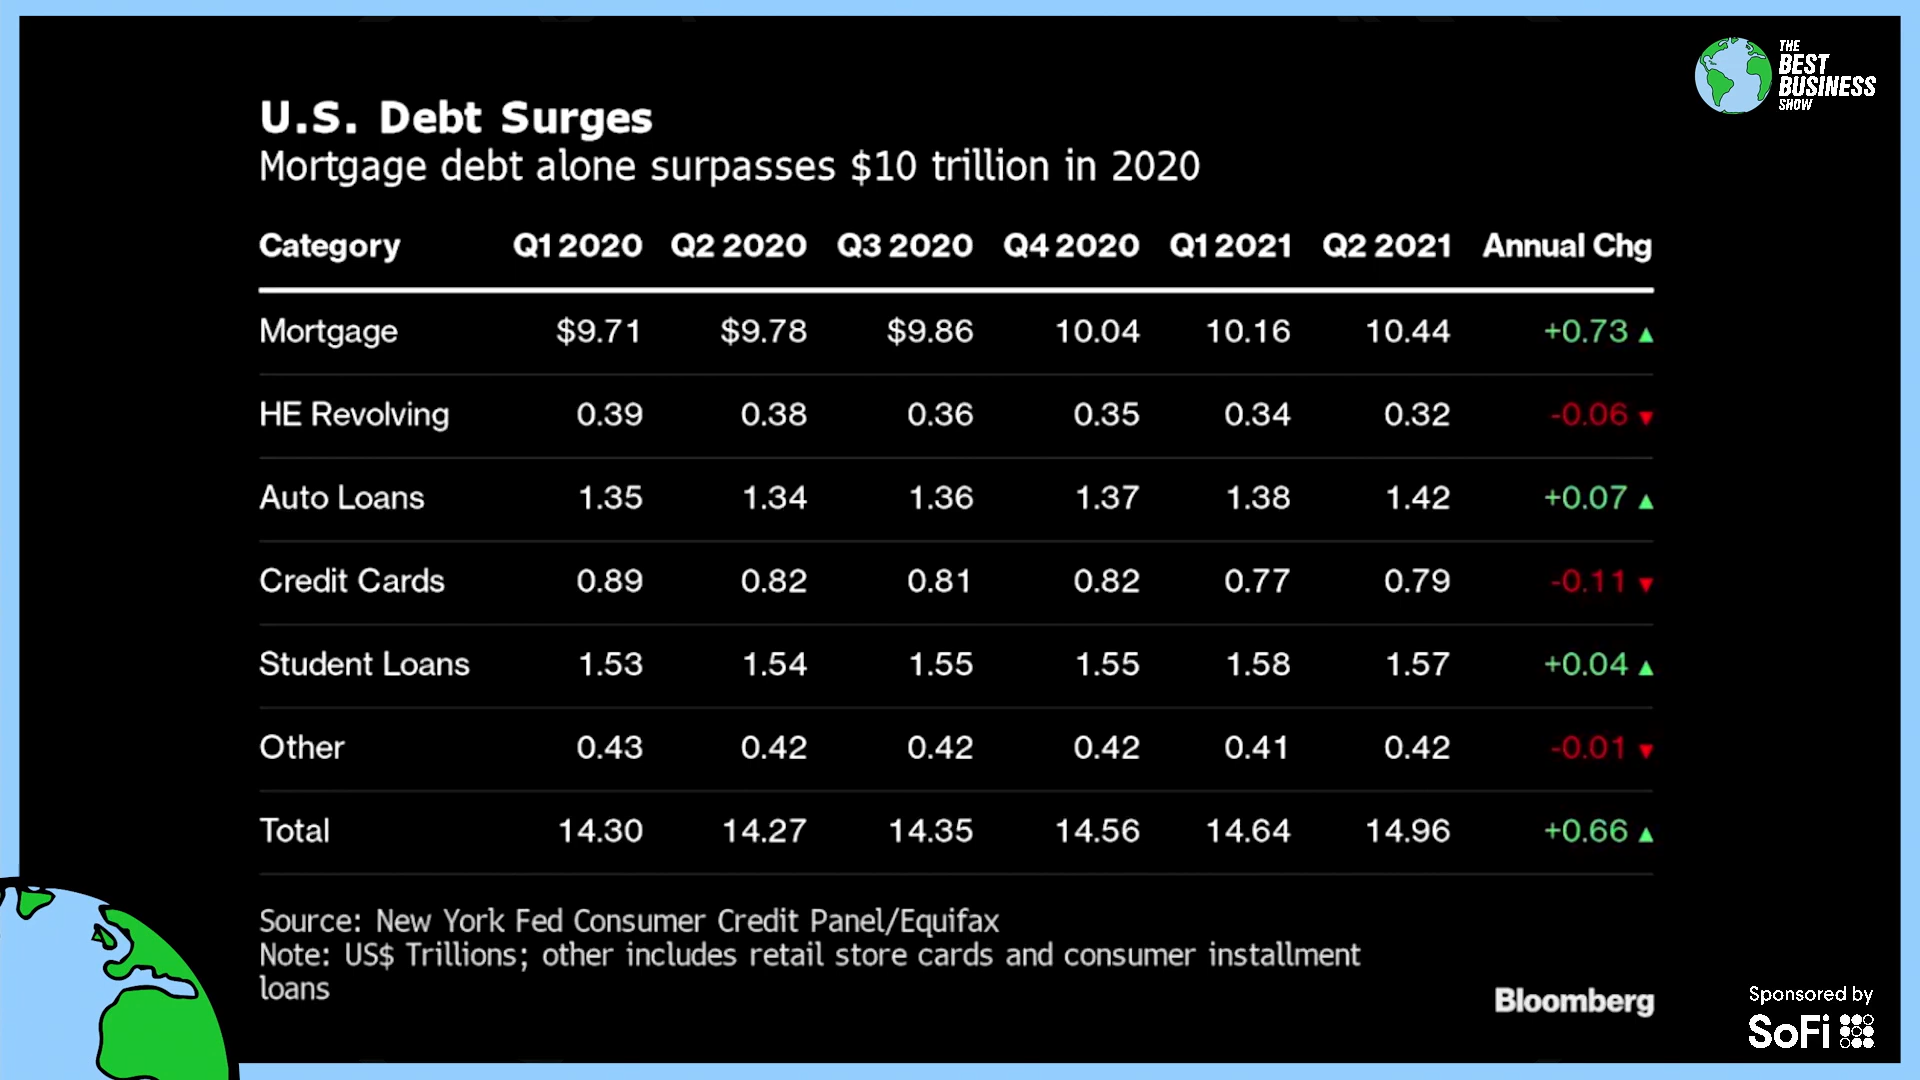 THE
BEST
BUSINESS
SHOW
U.S. Debt Surges
Mortgage debt alone surpasses $10 trillion in 2020
Category Q1 2020 Q2 2020 Q3 2020 Q4 2020 Q1 2021 Q2 2021 Annual Chg
Mortgage $9.71 $9.78 $9.86 10.04 10.16 10.44 +0.73 ▲
HE Revolving 0.39 0.38 0.36 0.35 0.34 0.32 -0.06 ▼
Auto Loans 1.35 1.34 1.36 1.37 1.38 1.42 +0.07 ▲
Credit Cards 0.89 0.82 0.81 0.82 0.77 0.79 -0.11 ▼
Student Loans 1.53 1.54 1.55 1.55 1.58 1.57 +0.04 ▲
Other 0.43 0.42 0.42 0.42 0.41 0.42 -0.01 ▼
Total 14.30 14.27 14.35 14.56 14.64 14.96 +0.66 ▲
Source: New York Fed Consumer Credit Panel/Equifax
Note: US$ Trillions; other includes retail store cards and consumer installment
loans
Bloomberg
Sponsored by
SoFi